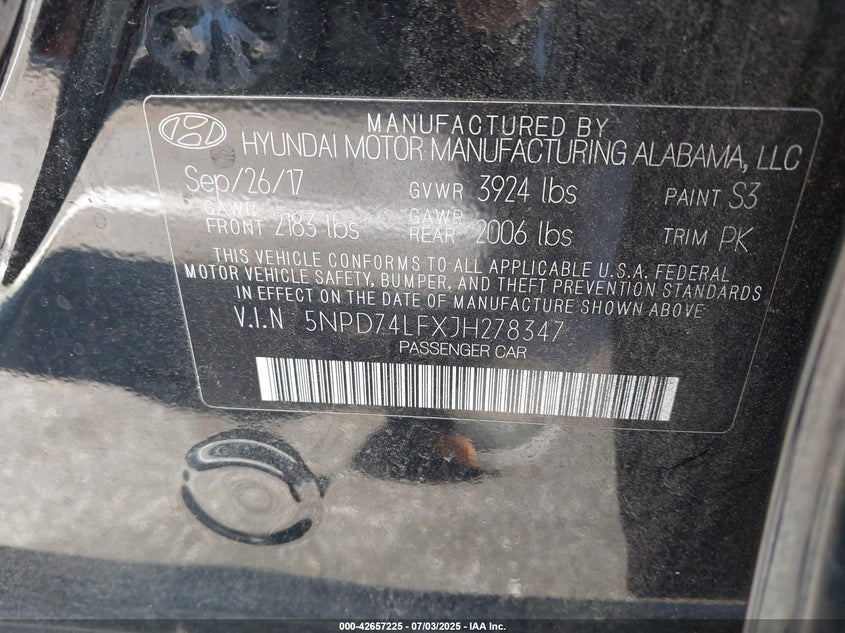 MANUFACTURED BY
HYUNDAI MOTOR MANUFACTURING ALABAMA, LLC
Sep/26/17 GVWR 3924 lbs PAINT S3
GAWR FRONT 2183 lbs GAWR REAR 2006 lbs TRIM PK
THIS VEHICLE CONFORMS TO ALL APPLICABLE U.S.A. FEDERAL
MOTOR VEHICLE SAFETY, BUMPER, AND THEFT PREVENTION STANDARDS
IN EFFECT ON THE DATE OF MANUFACTURE SHOWN ABOVE
V.I.N 5NPD74LFXJH278347
PASSENGER CAR
000-42657225 - 07/03/2025 - IAA Inc.